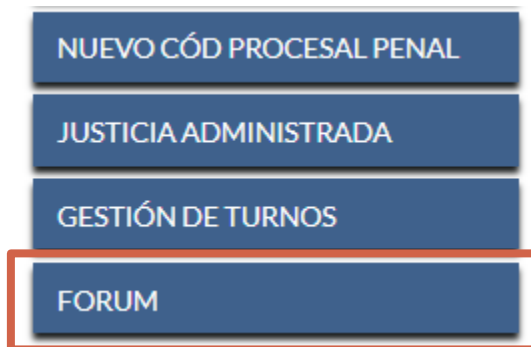 NUEVO CÓD PROCESAL PENAL
JUSTICIA ADMINISTRADA
GESTIÓN DE TURNOS
FORUM